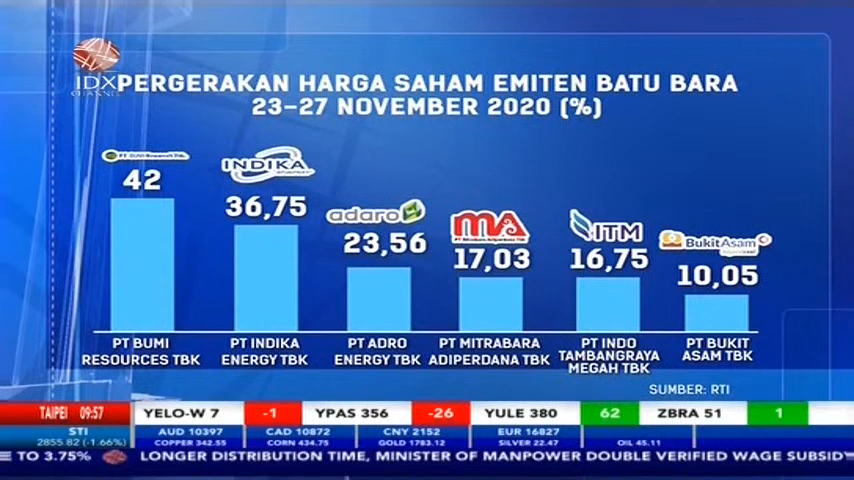 IDX
CHANNEL
PERGERAKAN HARGA SAHAM EMITEN BATU BARA
23-27 NOVEMBER 2020 (%)
42
INDIKA
36,75
adaro
23,56
MA
PT Mitrabara Adiperdana TBK
17,03
ITM
16,75
BukitAsam
10,05
PT BUMI
RESOURCES TBK
PT INDIKA
ENERGY TBK
PT ADRO
ENERGY TBK
PT MITRABARA
ADIPERDANA TBK
PT INDO
TAMBANGRAYA
MEGAH TBK
PT BUKIT
ASAM TBK
SUMBER: RTI
TAIPEI 09:57 YELO-W 7 -1 YPAS 356 -26 YULE 380 62 ZBRA 51 1
STI AUD 10397 CAD 10872 CNY 2152 EUR 16827
2855.82 (-1.66%) COPPER 342.55 CORN 434.75 GOLD 1783.12 SILVER 22.47 OIL 45.11
E TO 3.75% LONGER DISTRIBUTION TIME, MINISTER OF MANPOWER DOUBLE VERIFIED WAGE SUBSIDY